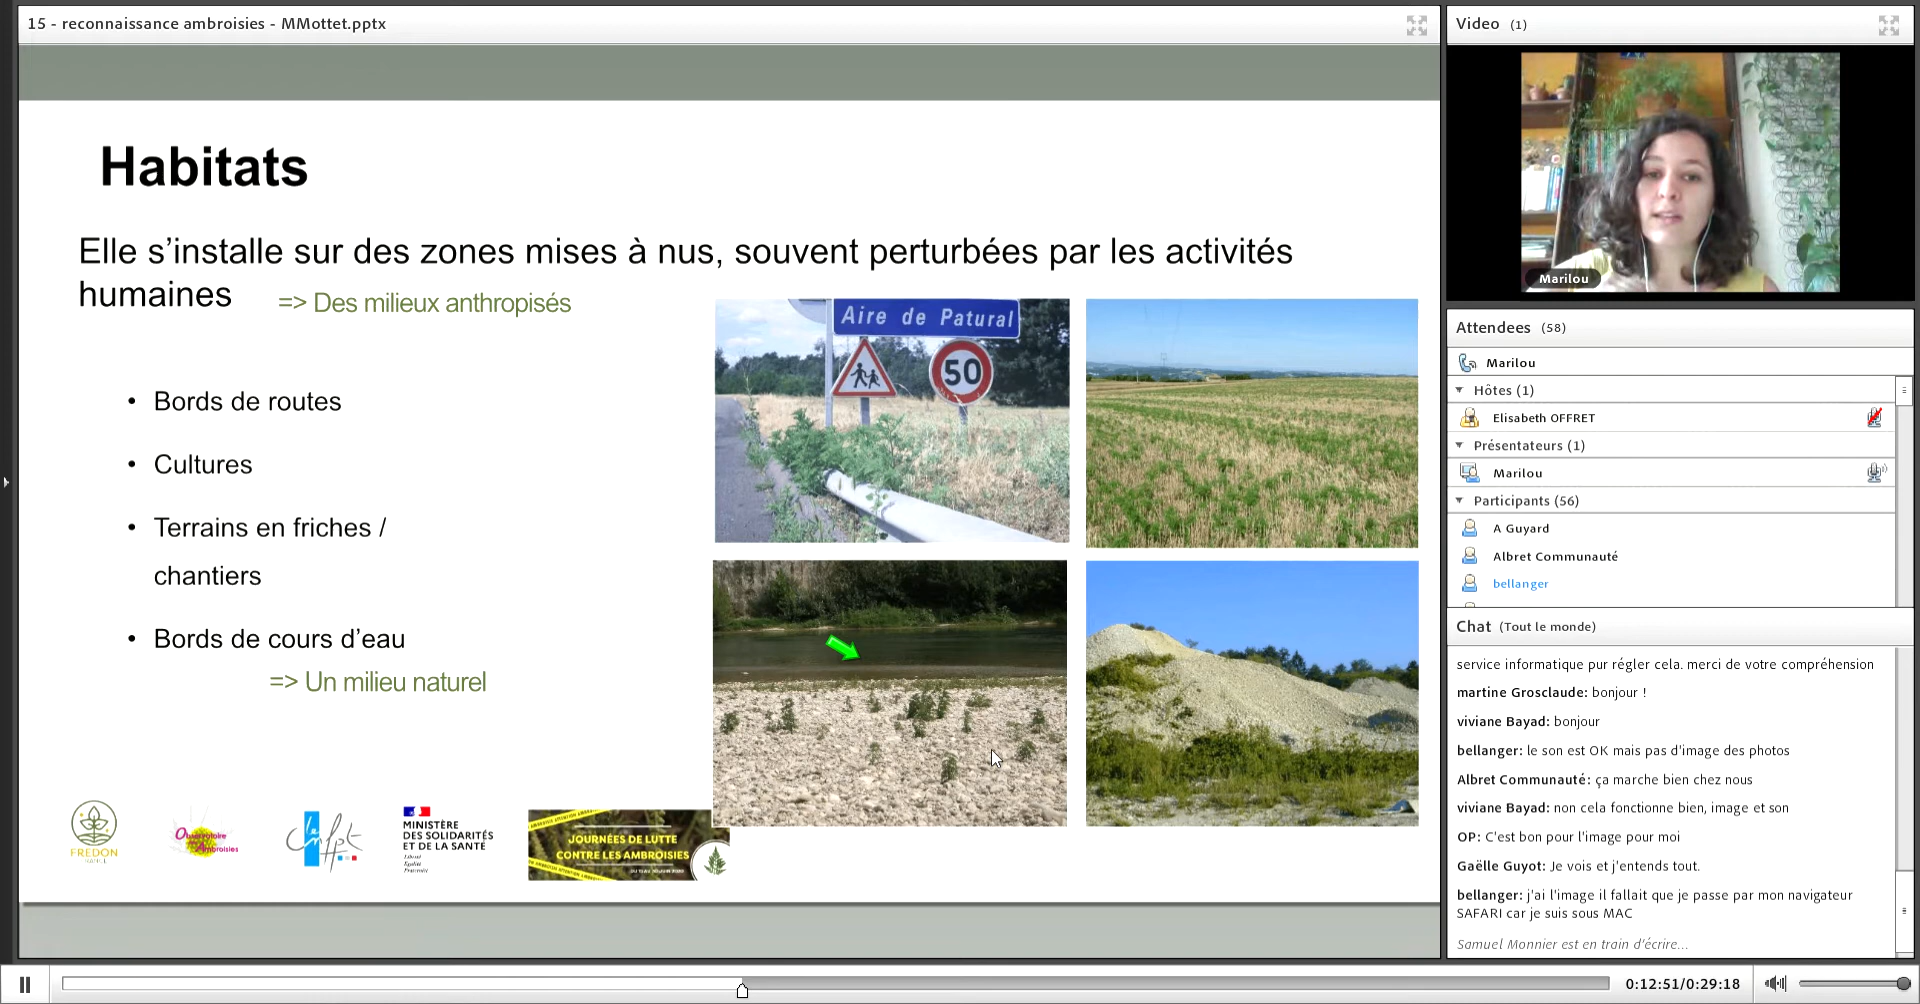 15 - reconnaissance ambroisies - MMottet.pptx
Habitats
Elle s’installe sur des zones mises à nus, souvent perturbées par les activités
humaines
=> Des milieux anthropisés
• Bords de routes
• Cultures
• Terrains en friches /
chantiers
• Bords de cours d’eau
=> Un milieu naturel
Aire de Patural
50
FREDON
Observatoire
Ambroisies
cnfpt
MINISTÈRE
DES SOLIDARITÉS
ET DE LA SANTÉ
Liberté
Égalité
Fraternité
JOURNÉES DE LUTTE
CONTRE LES AMBROISIES
Video (1)
Marilou
Attendees (58)
Marilou
Hôtes (1)
Elisabeth OFFRET
Présentateurs (1)
Marilou
Participants (56)
A Guyard
Albret Communauté
bellanger
Chat (Tout le monde)
service informatique pur régler cela. merci de votre compréhension
martine Grosclaude: bonjour !
viviane Bayad: bonjour
bellanger: le son est OK mais pas d'image des photos
Albret Communauté: ça marche bien chez nous
viviane Bayad: non cela fonctionne bien, image et son
OP: C'est bon pour l'image pour moi
Gaëlle Guyot: Je vois et j'entends tout.
bellanger: j'ai l'image il fallait que je passe par mon navigateur
SAFARI car je suis sous MAC
Samuel Monnier est en train d'écrire...
0:12:51/0:29:18